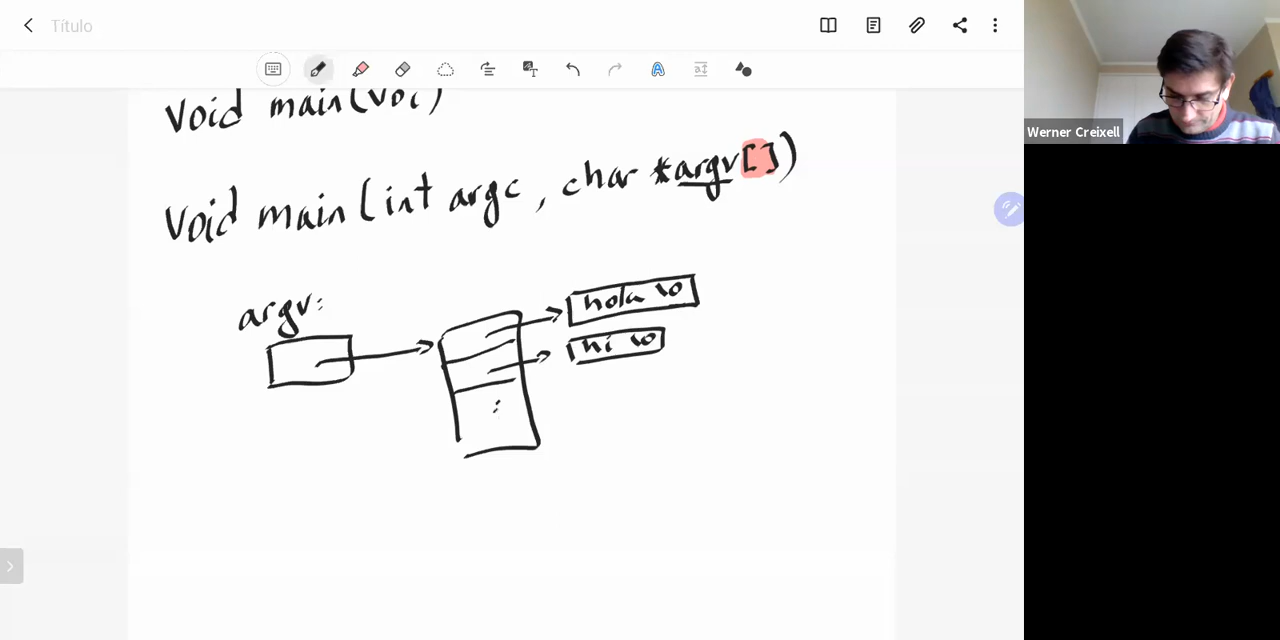 Título
void main(voi)
void main(int argc, char *argv[])
argv:
hola \0
hi \0
:
Werner Creixell